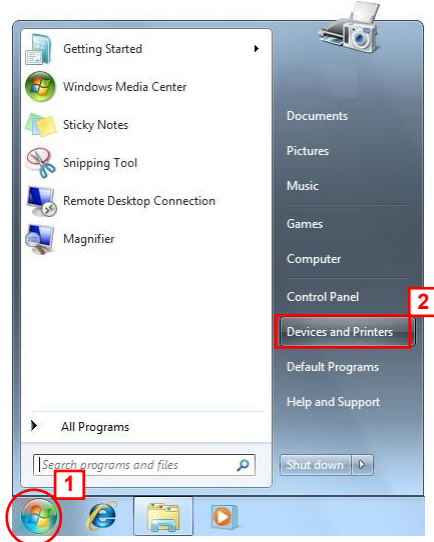 Getting Started
Windows Media Center
Sticky Notes
Snipping Tool
Remote Desktop Connection
Magnifier
All Programs
Search programs and files
1
Documents
Pictures
Music
Games
Computer
Control Panel
2
Devices and Printers
Default Programs
Help and Support
Shut down